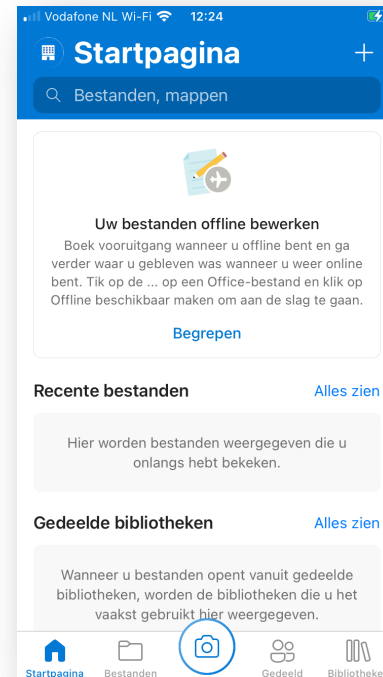 Vodafone NL Wi-Fi 12:24
Startpagina
Bestanden, mappen
Uw bestanden offline bewerken
Boek vooruitgang wanneer u offline bent en ga
verder waar u gebleven was wanneer u weer online
bent. Tik op de ... op een Office-bestand en klik op
Offline beschikbaar maken om aan de slag te gaan.
Begrepen
Recente bestanden Alles zien
Hier worden bestanden weergegeven die u
onlangs hebt bekeken.
Gedeelde bibliotheken Alles zien
Wanneer u bestanden opent vanuit gedeelde
bibliotheken, worden de bibliotheken die u het
vaakst gebruikt hier weergegeven.
Startpagina Bestanden Gedeeld Bibliotheke